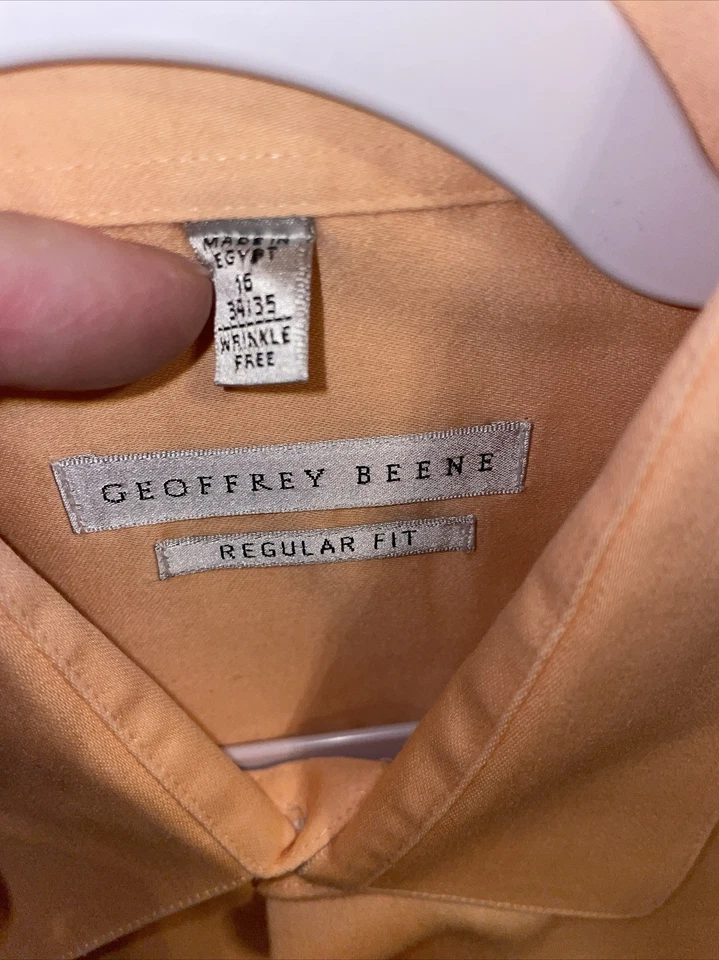 MADE IN
EGYPT
16
34/35
WRINKLE
FREE
GEOFFREY BEENE
REGULAR FIT